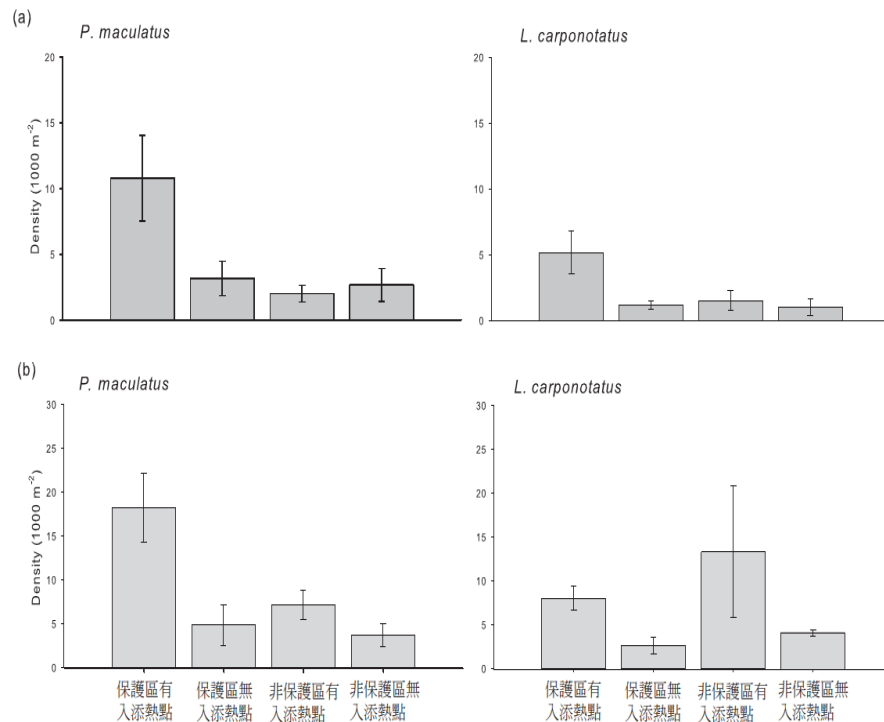 (a)
P. maculatus
L. carponotatus
Density (1000 m⁻²)
20
15
10
5
0
20
15
10
5
0
(b)
P. maculatus
L. carponotatus
Density (1000 m⁻²)
30
25
20
15
10
5
0
30
25
20
15
10
5
0
保護區有
入添熱點
保護區無
入添熱點
非保護區有
入添熱點
非保護區無
入添熱點
保護區有
入添熱點
保護區無
入添熱點
非保護區有
入添熱點
非保護區無
入添熱點